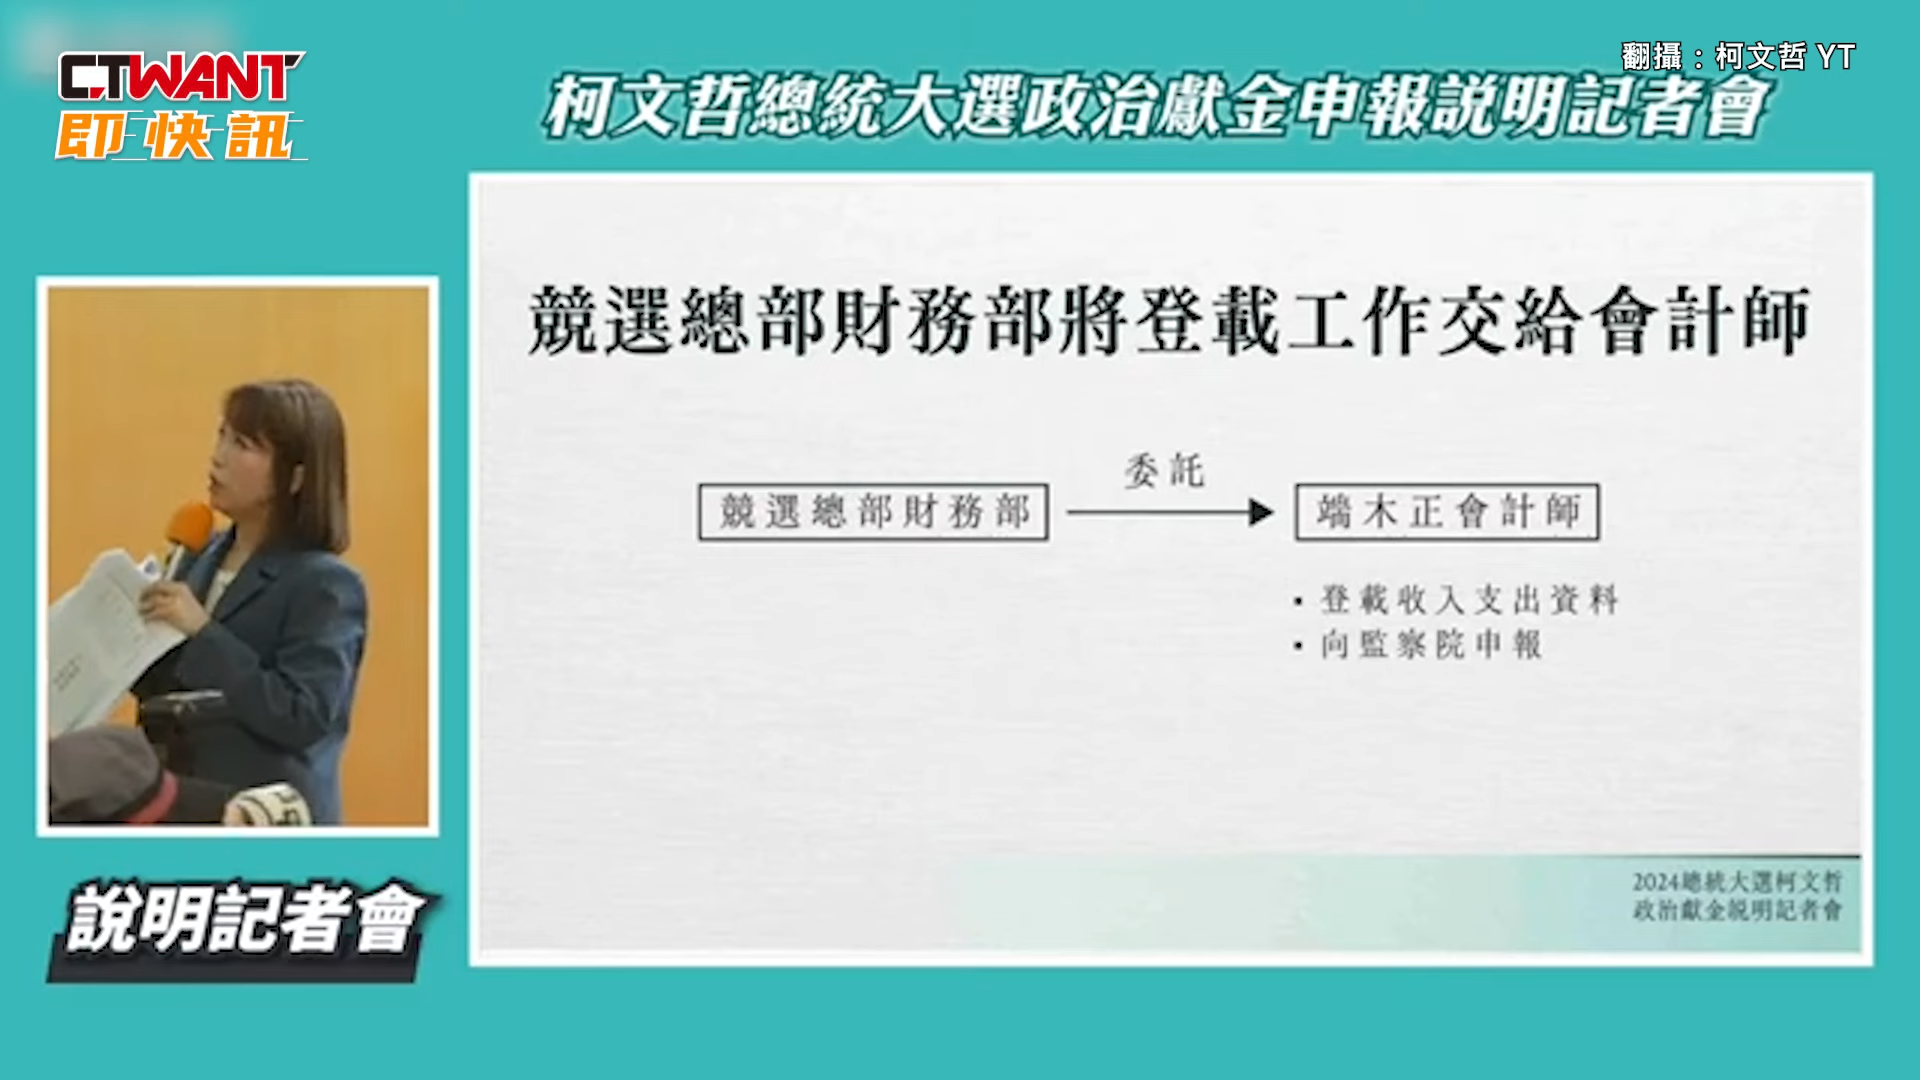 CTWANT
即快訊
翻攝：柯文哲 YT
柯文哲總統大選政治獻金申報說明記者會
競選總部財務部將登載工作交給會計師
委託
競選總部財務部
端木正會計師
▪ 登載收入支出資料
▪ 向監察院申報
2024總統大選柯文哲
政治獻金說明記者會
說明記者會